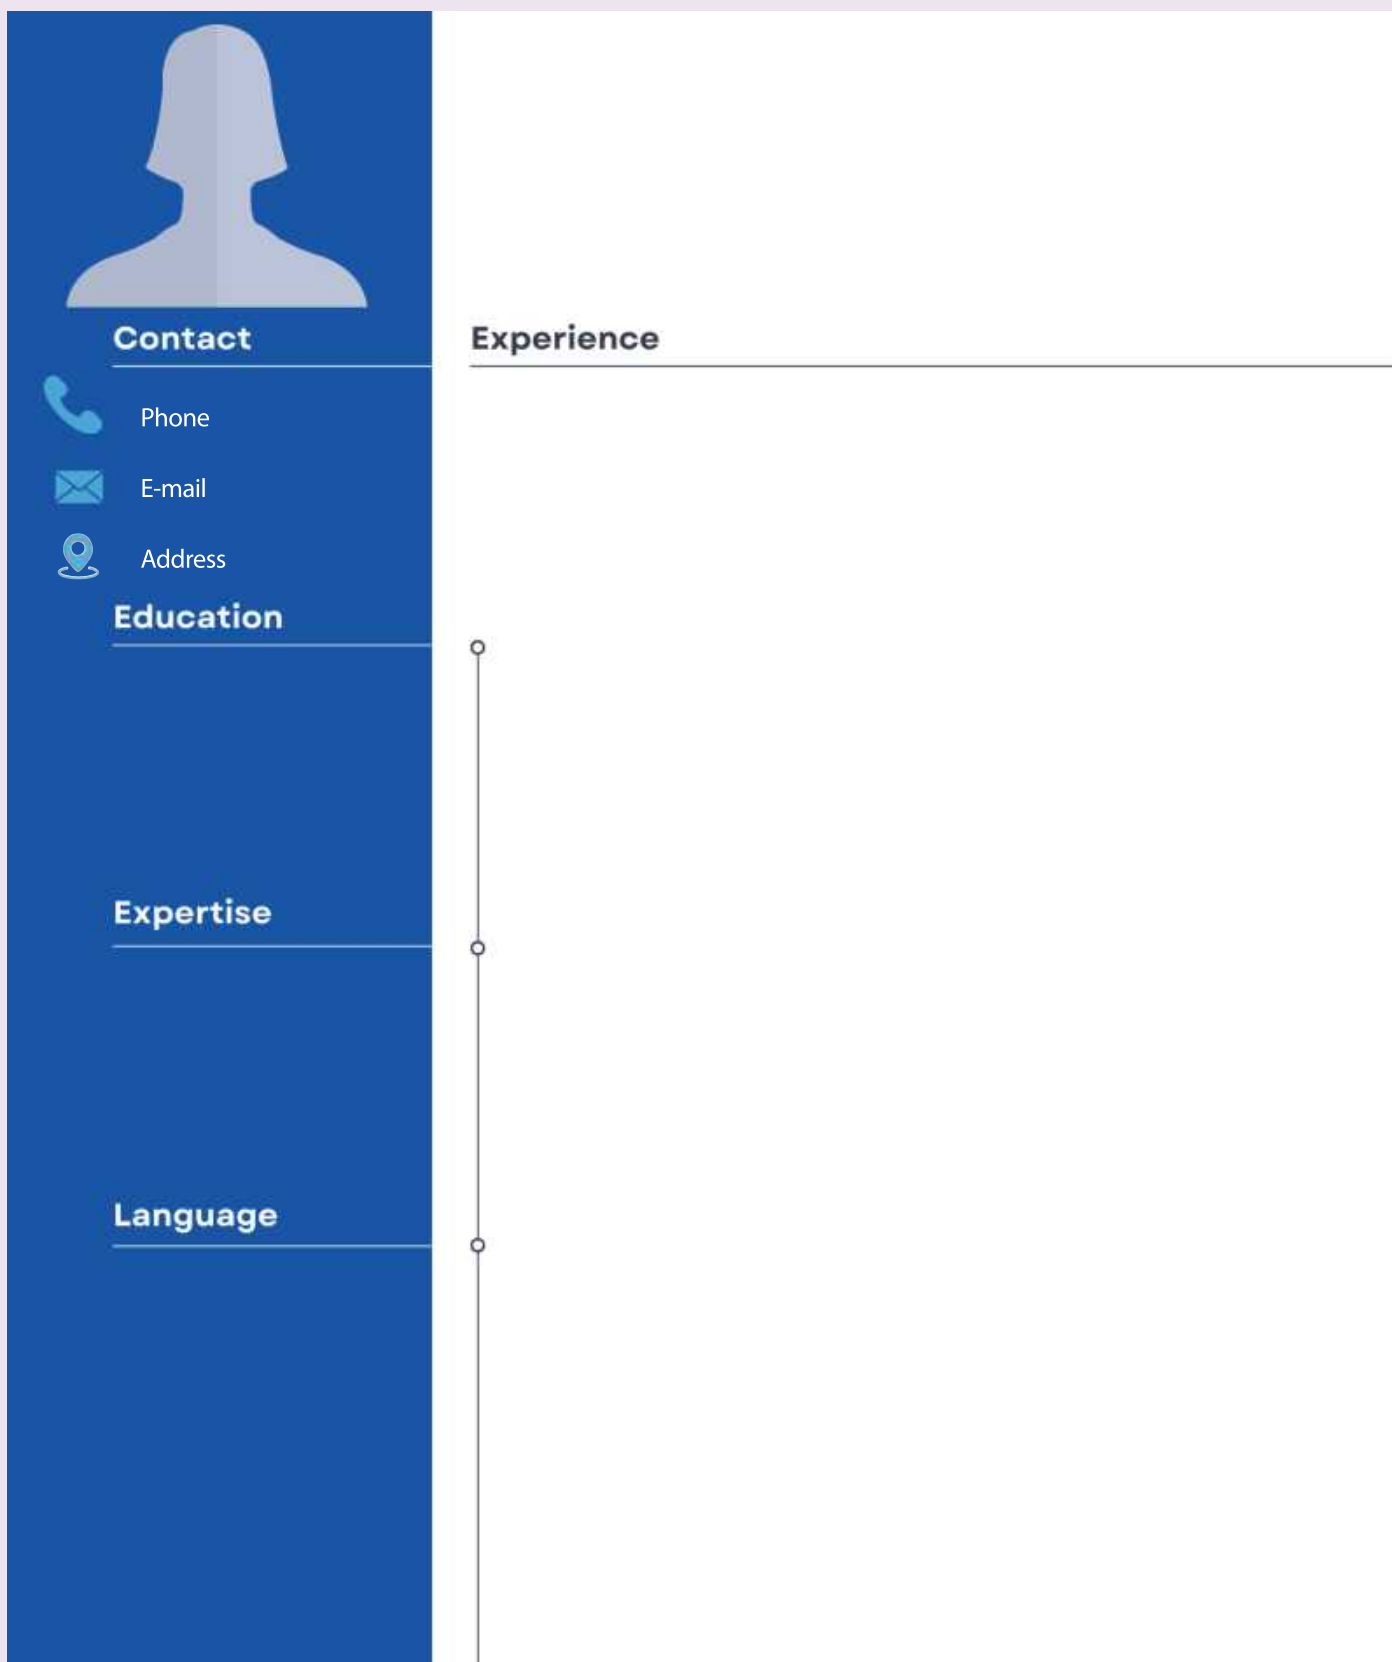 Contact
Phone
E-mail
Address
Education
Expertise
Language
Experience